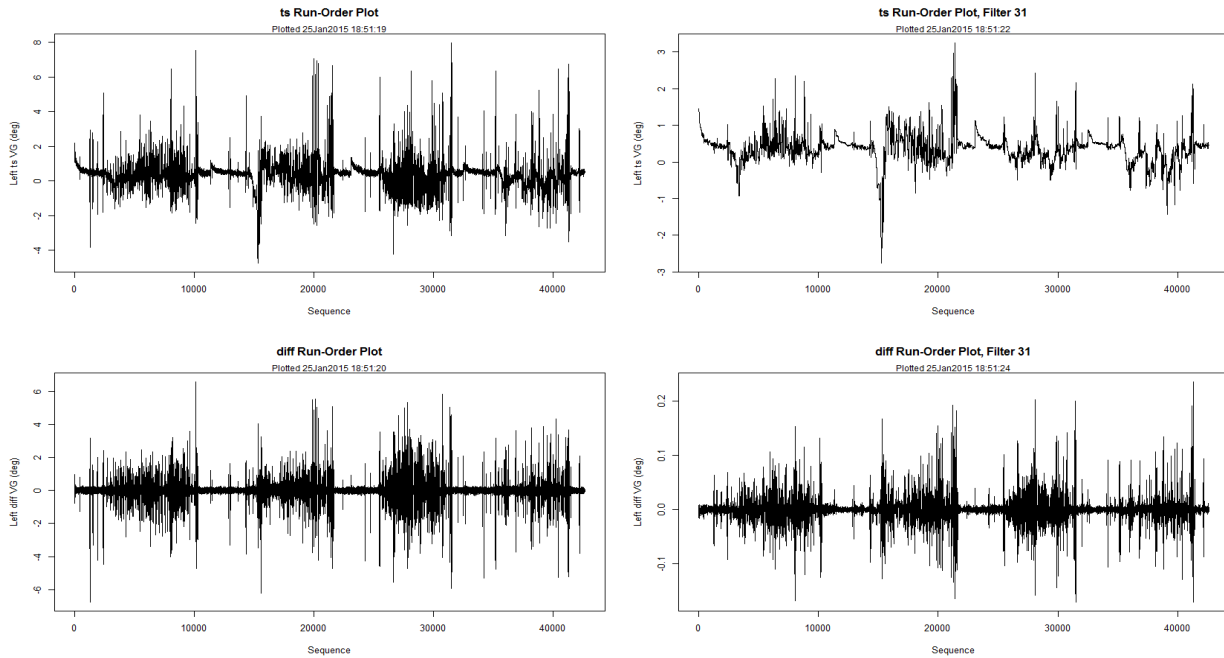 ts Run-Order Plot
Plotted 25Jan2015 18:51:19
Left ts VG (deg)
8
6
4
2
0
-2
-4
0 10000 20000 30000 40000
Sequence
ts Run-Order Plot, Filter 31
Plotted 25Jan2015 18:51:22
Left ts VG (deg)
3
2
1
0
-1
-2
-3
0 10000 20000 30000 40000
Sequence
diff Run-Order Plot
Plotted 25Jan2015 18:51:20
Left diff VG (deg)
6
4
2
0
-2
-4
-6
0 10000 20000 30000 40000
Sequence
diff Run-Order Plot, Filter 31
Plotted 25Jan2015 18:51:24
Left diff VG (deg)
0.2
0.1
0.0
-0.1
0 10000 20000 30000 40000
Sequence